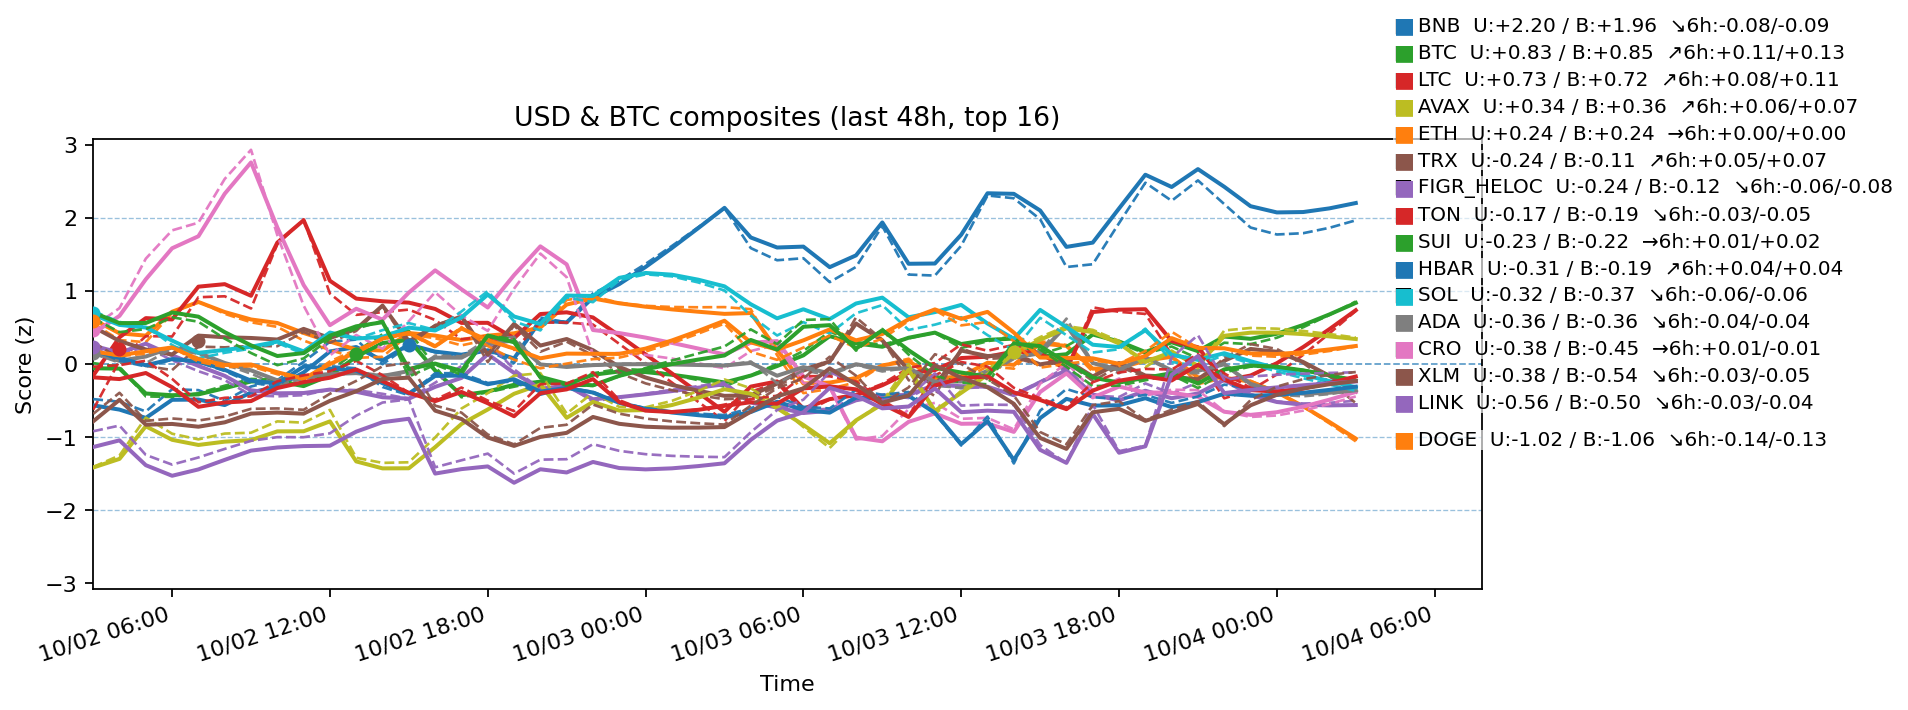 BNB  U:+2.20 / B:+1.96  ↘6h:-0.08/-0.09
BTC  U:+0.83 / B:+0.85  ↗6h:+0.11/+0.13
LTC  U:+0.73 / B:+0.72  ↗6h:+0.08/+0.11
AVAX  U:+0.34 / B:+0.36  ↗6h:+0.06/+0.07
ETH  U:+0.24 / B:+0.24  →6h:+0.00/+0.00
TRX  U:-0.24 / B:-0.11  ↗6h:+0.05/+0.07
FIGR_HELOC  U:-0.24 / B:-0.12  ↘6h:-0.06/-0.08
TON  U:-0.17 / B:-0.19  ↘6h:-0.03/-0.05
SUI  U:-0.23 / B:-0.22  →6h:+0.01/+0.02
HBAR  U:-0.31 / B:-0.19  ↗6h:+0.04/+0.04
SOL  U:-0.32 / B:-0.37  ↘6h:-0.06/-0.06
ADA  U:-0.36 / B:-0.36  ↘6h:-0.04/-0.04
CRO  U:-0.38 / B:-0.45  →6h:+0.01/-0.01
XLM  U:-0.38 / B:-0.54  ↘6h:-0.03/-0.05
LINK  U:-0.56 / B:-0.50  ↘6h:-0.03/-0.04
DOGE  U:-1.02 / B:-1.06  ↘6h:-0.14/-0.13
USD & BTC composites (last 48h, top 16)
Score (z)
3
2
1
0
−1
−2
−3
10/02 06:00
10/02 12:00
10/02 18:00
10/03 00:00
10/03 06:00
10/03 12:00
10/03 18:00
10/04 00:00
10/04 06:00
Time